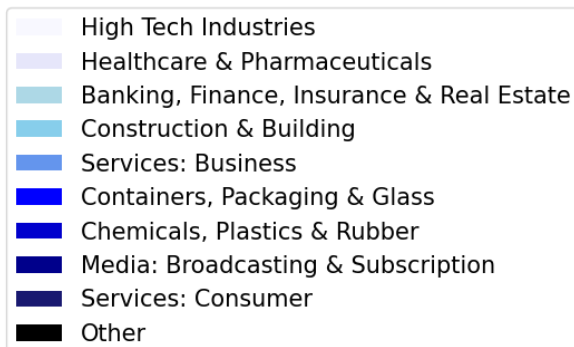 High Tech Industries
Healthcare & Pharmaceuticals
Banking, Finance, Insurance & Real Estate
Construction & Building
Services: Business
Containers, Packaging & Glass
Chemicals, Plastics & Rubber
Media: Broadcasting & Subscription
Services: Consumer
Other